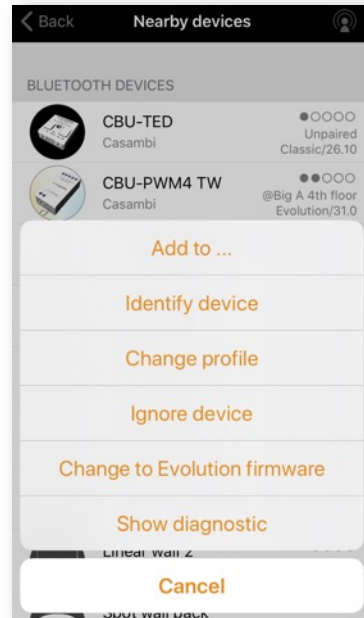 Back
Nearby devices
BLUETOOTH DEVICES
CBU-TED
Casambi
Unpaired
Classic/26.10
CBU-PWM4 TW
Casambi
@Big A 4th floor
Evolution/31.0
Add to ...
Identify device
Change profile
Ignore device
Change to Evolution firmware
Show diagnostic
Linear wall 2
Cancel
Spot wall pack